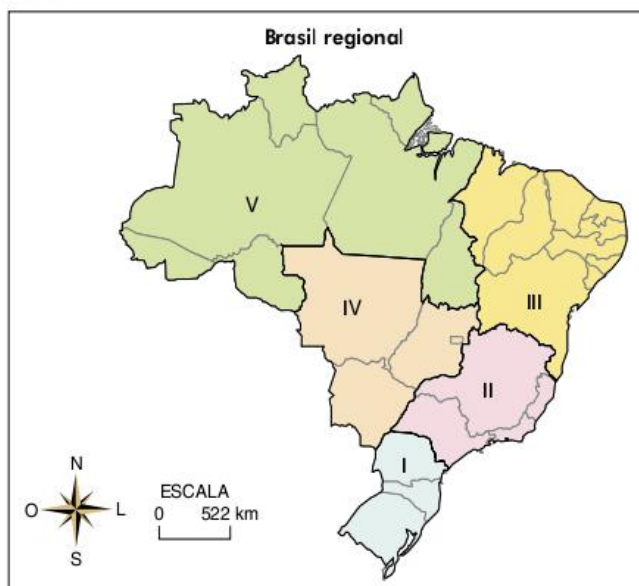 Brasil regional
V
IV
III
II
I
N
O
L
S
ESCALA
0 522 km